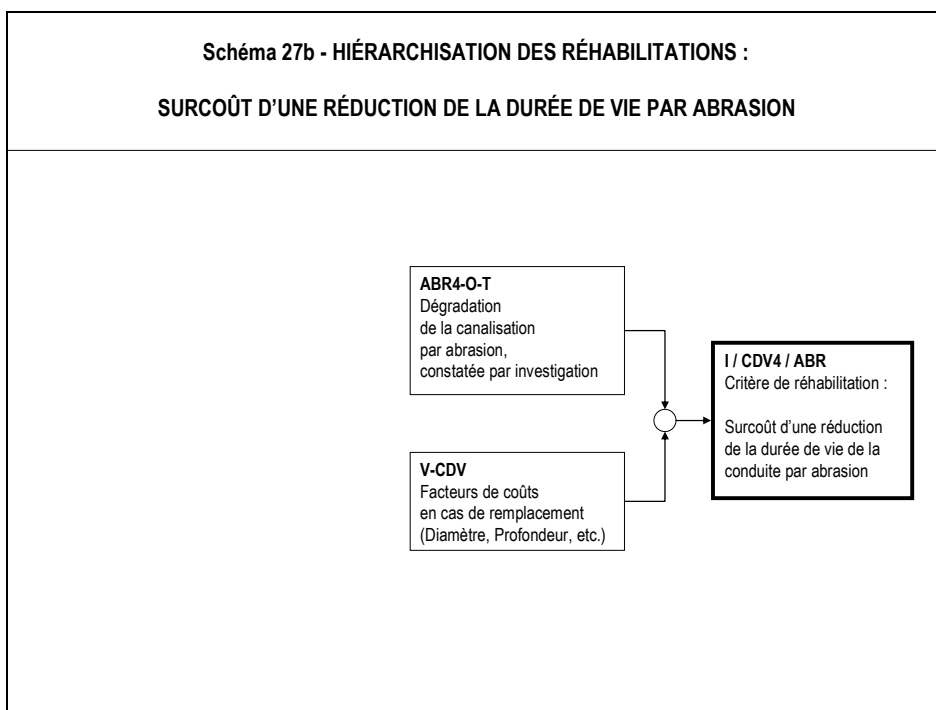 Schéma 27b - HIÉRARCHISATION DES RÉHABILITATIONS :
SURCOÛT D’UNE RÉDUCTION DE LA DURÉE DE VIE PAR ABRASION
ABR4-O-T
Dégradation
de la canalisation
par abrasion,
constatée par investigation
V-CDV
Facteurs de coûts
en cas de remplacement
(Diamètre, Profondeur, etc.)
I / CDV4 / ABR
Critère de réhabilitation :
Surcoût d’une réduction
de la durée de vie de la
conduite par abrasion